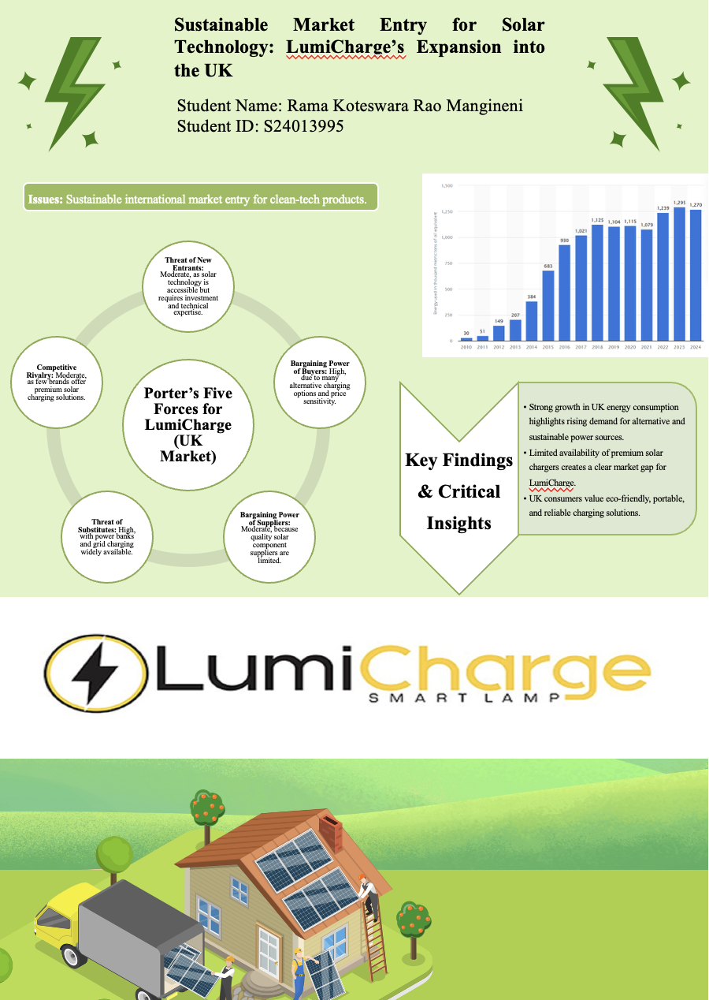 Sustainable Market Entry for Solar
Technology: LumiCharge's Expansion into
the UK
Student Name: Rama Koteswara Rao Mangineni
Student ID: S24013995
Issues: Sustainable international market entry for clean-tech products.
Threat of New
Entrants:
Moderate, as solar
technology is
accessible but
requires investment
and technical
expertise.
Competitive
Rivalry: Moderate,
as few brands offer
premium solar
charging solutions.
Porter's Five
Forces for
LumiCharge
(UK
Market)
Bargaining Power
of Buyers: High,
due to many
alternative charging
options and price
sensitivity.
Threat of
Substitutes: High,
with power banks
and grid charging
widely available.
Bargaining Power
of Suppliers:
Moderate, because
quality solar
component
suppliers are
limited.
Energy used in thousand metric tons of oil equivalent
1,500
1,250
1,000
750
500
250
0
30 51 149 207 384 683 930 1,021 1,125 1,104 1,115 1,079 1,239 1,295 1,270
2010 2011 2012 2013 2014 2015 2016 2017 2018 2019 2020 2021 2022 2023 2024
Key Findings
& Critical
Insights
• Strong growth in UK energy consumption
highlights rising demand for alternative and
sustainable power sources.
• Limited availability of premium solar
chargers creates a clear market gap for
LumiCharge.
• UK consumers value eco-friendly, portable,
and reliable charging solutions.
LumiCharge
SMART LAMP